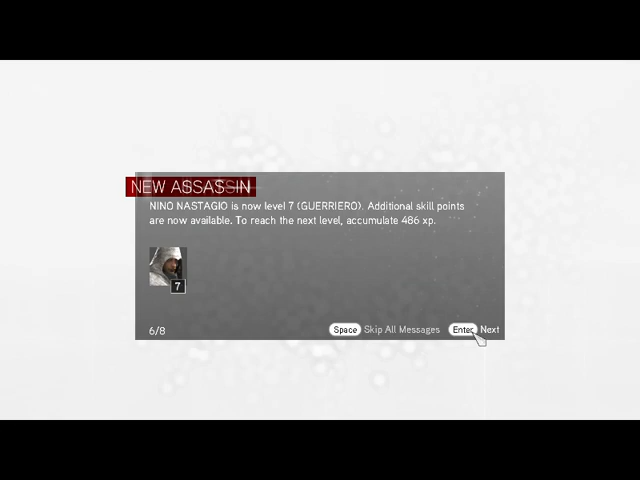 NEW ASSASSIN
NINO NASTAGIO is now level 7 (GUERRIERO). Additional skill points
are now available. To reach the next level, accumulate 486 xp.
7
6/8 Space Skip All Messages Enter Next